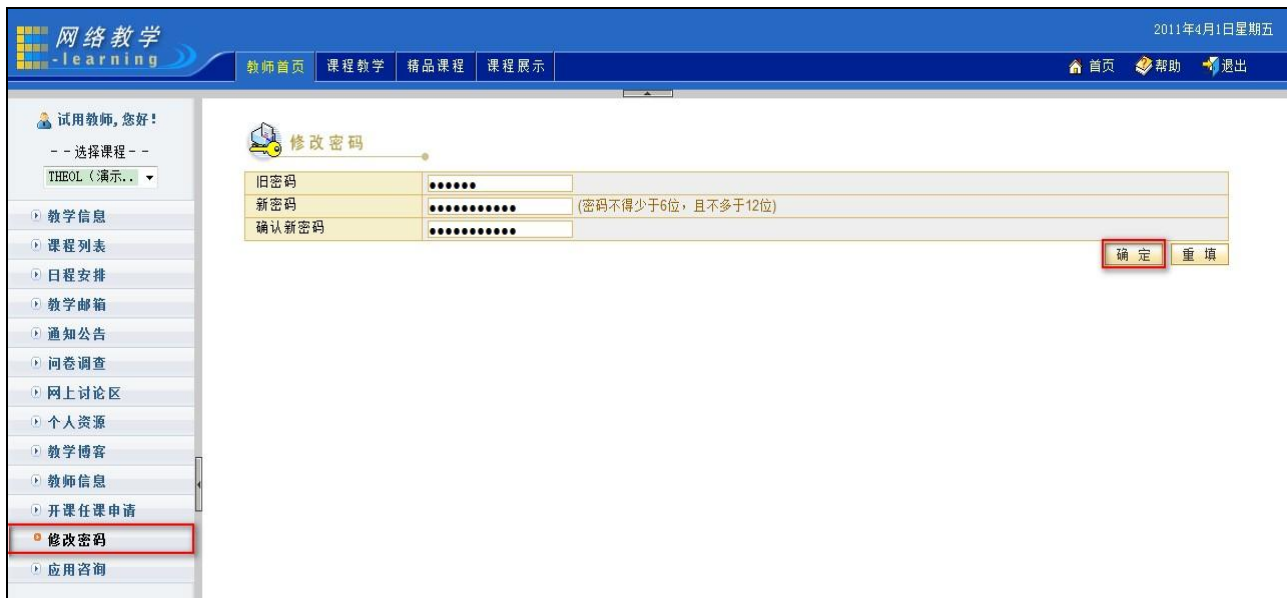 2011年4月1日星期五
网络教学
-learning
教师首页 课程教学 精品课程 课程展示
首页 帮助 退出
试用教师,您好!
--选择课程--
THEOL（演示..
教学信息
课程列表
日程安排
教学邮箱
通知公告
问卷调查
网上讨论区
个人资源
教学博客
教师信息
开课任课申请
修改密码
应用咨询
修改密码
旧密码 ●●●●●●
新密码 ●●●●●●●●●●● (密码不得少于6位，且不多于12位)
确认新密码 ●●●●●●●●●●●
确 定 重 填